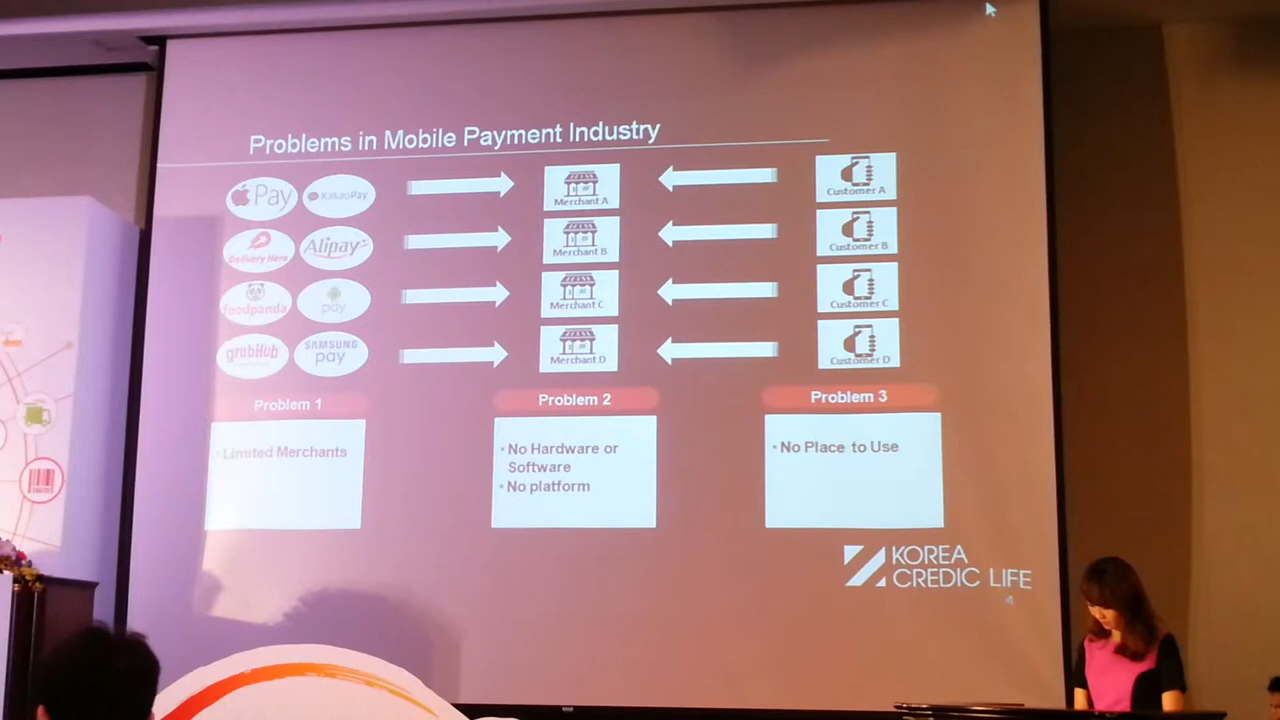 Problems in Mobile Payment Industry
Pay
KakaoPay
Merchant A
Customer A
Delivery Hero
Alipay
Merchant B
Customer B
foodpanda
pay
Merchant C
Customer C
grubHub
SAMSUNG
pay
Merchant D
Customer D
Problem 1
Problem 2
Problem 3
• Limited Merchants
• No Hardware or
Software
• No platform
• No Place to Use
KOREA
CREDIC LIFE
4